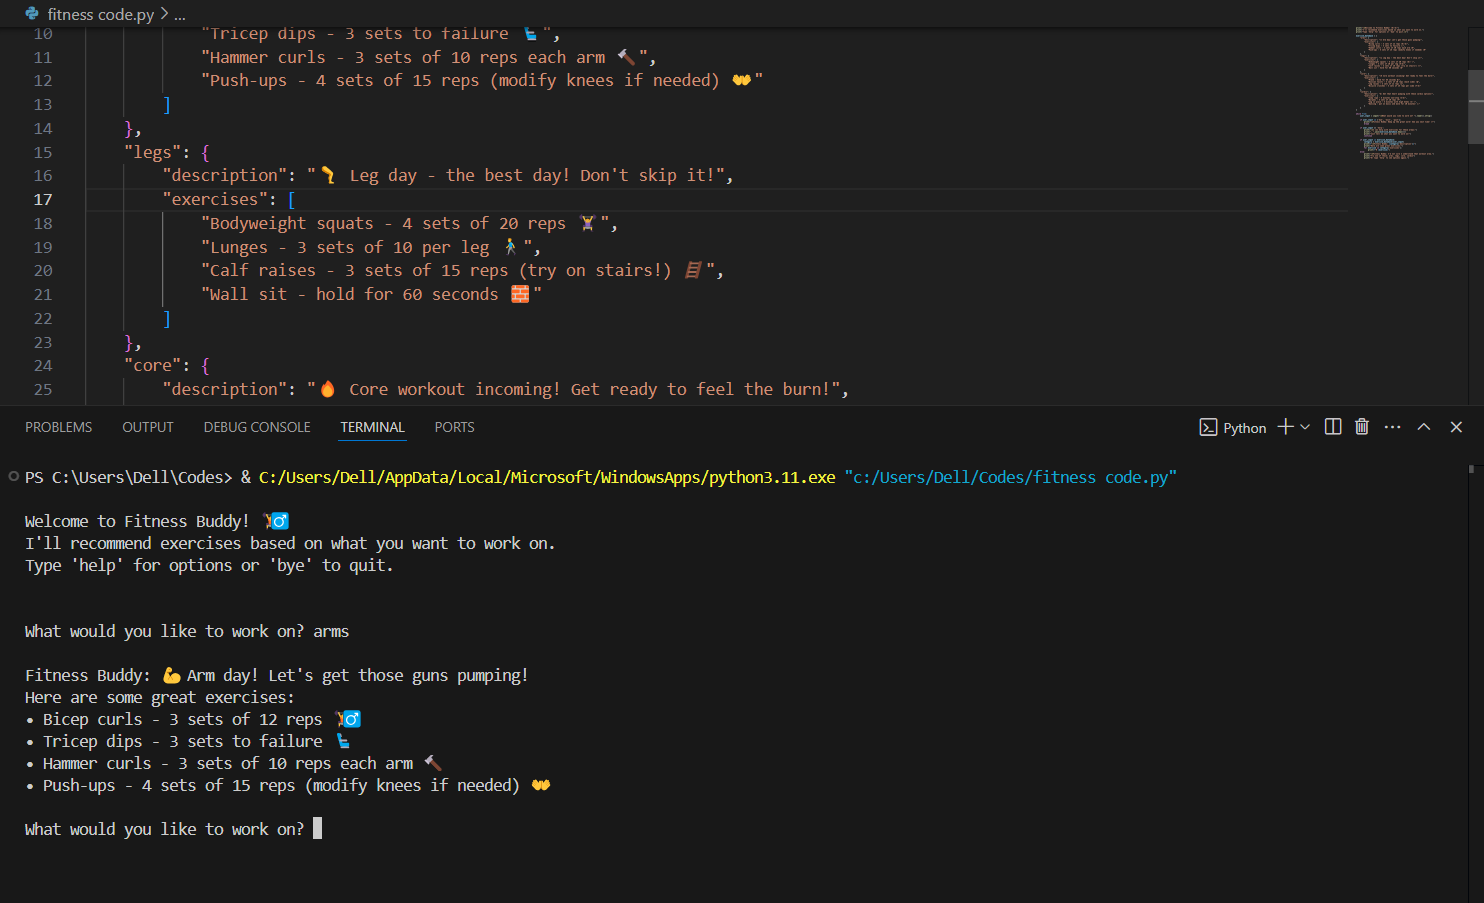 fitness code.py > ...
10 "Tricep dips - 3 sets to failure 💺",
11 "Hammer curls - 3 sets of 10 reps each arm 🔨",
12 "Push-ups - 4 sets of 15 reps (modify knees if needed) 👐"
13 ]
14 },
15 "legs": {
16 "description": "🦵 Leg day - the best day! Don't skip it!",
17 "exercises": [
18 "Bodyweight squats - 4 sets of 20 reps 🏋️",
19 "Lunges - 3 sets of 10 per leg 🚶",
20 "Calf raises - 3 sets of 15 reps (try on stairs!) 🪜",
21 "Wall sit - hold for 60 seconds 🧱"
22 ]
23 },
24 "core": {
25 "description": "🔥 Core workout incoming! Get ready to feel the burn!",
PROBLEMS OUTPUT DEBUG CONSOLE TERMINAL PORTS Python
PS C:\Users\Dell\Codes> & C:/Users/Dell/AppData/Local/Microsoft/WindowsApps/python3.11.exe "c:/Users/Dell/Codes/fitness code.py"
Welcome to Fitness Buddy! 🏋️‍♂️
I'll recommend exercises based on what you want to work on.
Type 'help' for options or 'bye' to quit.
What would you like to work on? arms
Fitness Buddy: 💪 Arm day! Let's get those guns pumping!
Here are some great exercises:
• Bicep curls - 3 sets of 12 reps 🏋️‍♂️
• Tricep dips - 3 sets to failure 💺
• Hammer curls - 3 sets of 10 reps each arm 🔨
• Push-ups - 4 sets of 15 reps (modify knees if needed) 👐
What would you like to work on?